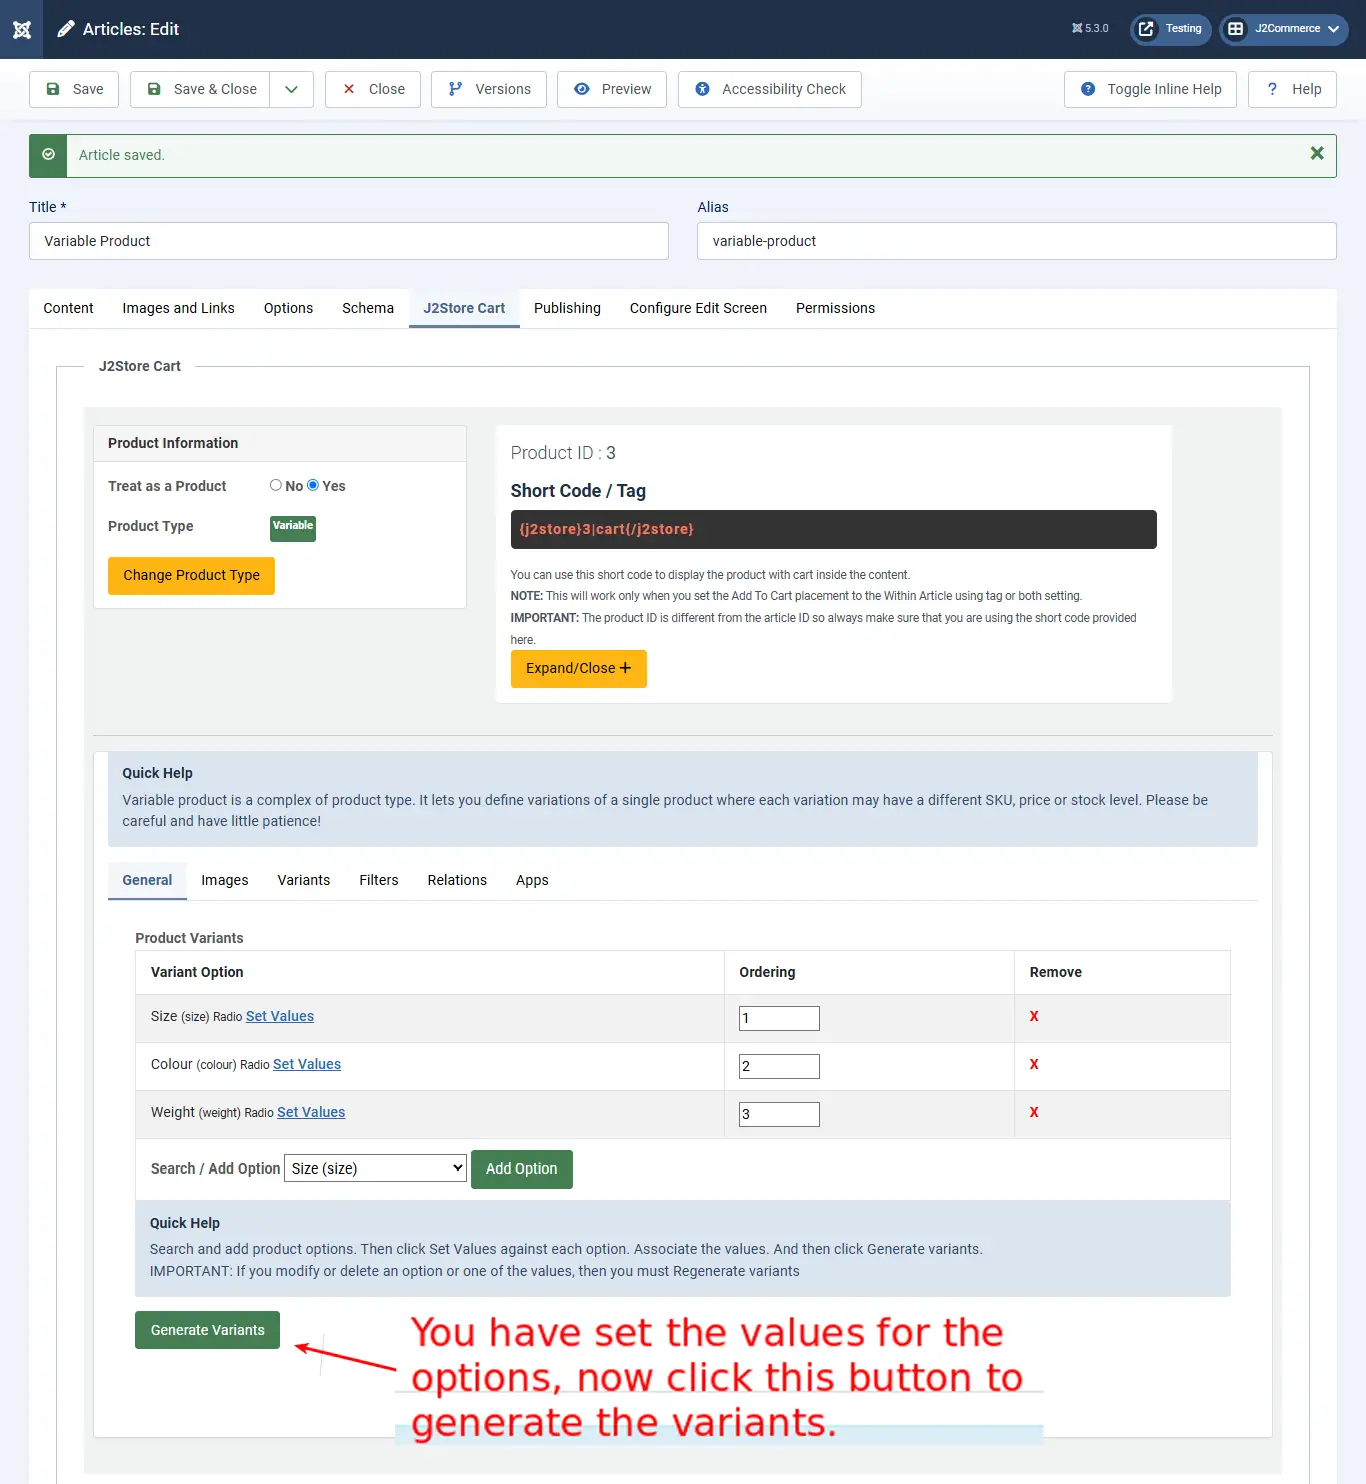 Articles: Edit
5.3.0
Testing
J2Commerce
Save
Save & Close
Close
Versions
Preview
Accessibility Check
Toggle Inline Help
? Help
Article saved.
Title *
Alias
Variable Product
variable-product
Content
Images and Links
Options
Schema
J2Store Cart
Publishing
Configure Edit Screen
Permissions
J2Store Cart
Product Information
Treat as a Product
No
Yes
Product Type
Variable
Change Product Type
Product ID : 3
Short Code / Tag
{j2store}3|cart{/j2store}
You can use this short code to display the product with cart inside the content.
NOTE: This will work only when you set the Add To Cart placement to the Within Article using tag or both setting.
IMPORTANT: The product ID is different from the article ID so always make sure that you are using the short code provided
here.
Expand/Close +
Quick Help
Variable product is a complex of product type. It lets you define variations of a single product where each variation may have a different SKU, price or stock level. Please be
careful and have little patience!
General
Images
Variants
Filters
Relations
Apps
Product Variants
Variant Option
Ordering
Remove
Size (size) Radio Set Values
1
X
Colour (colour) Radio Set Values
2
X
Weight (weight) Radio Set Values
3
X
Search / Add Option
Size (size)
Add Option
Quick Help
Search and add product options. Then click Set Values against each option. Associate the values. And then click Generate variants.
IMPORTANT: If you modify or delete an option or one of the values, then you must Regenerate variants
Generate Variants
You have set the values for the
options, now click this button to
generate the variants.